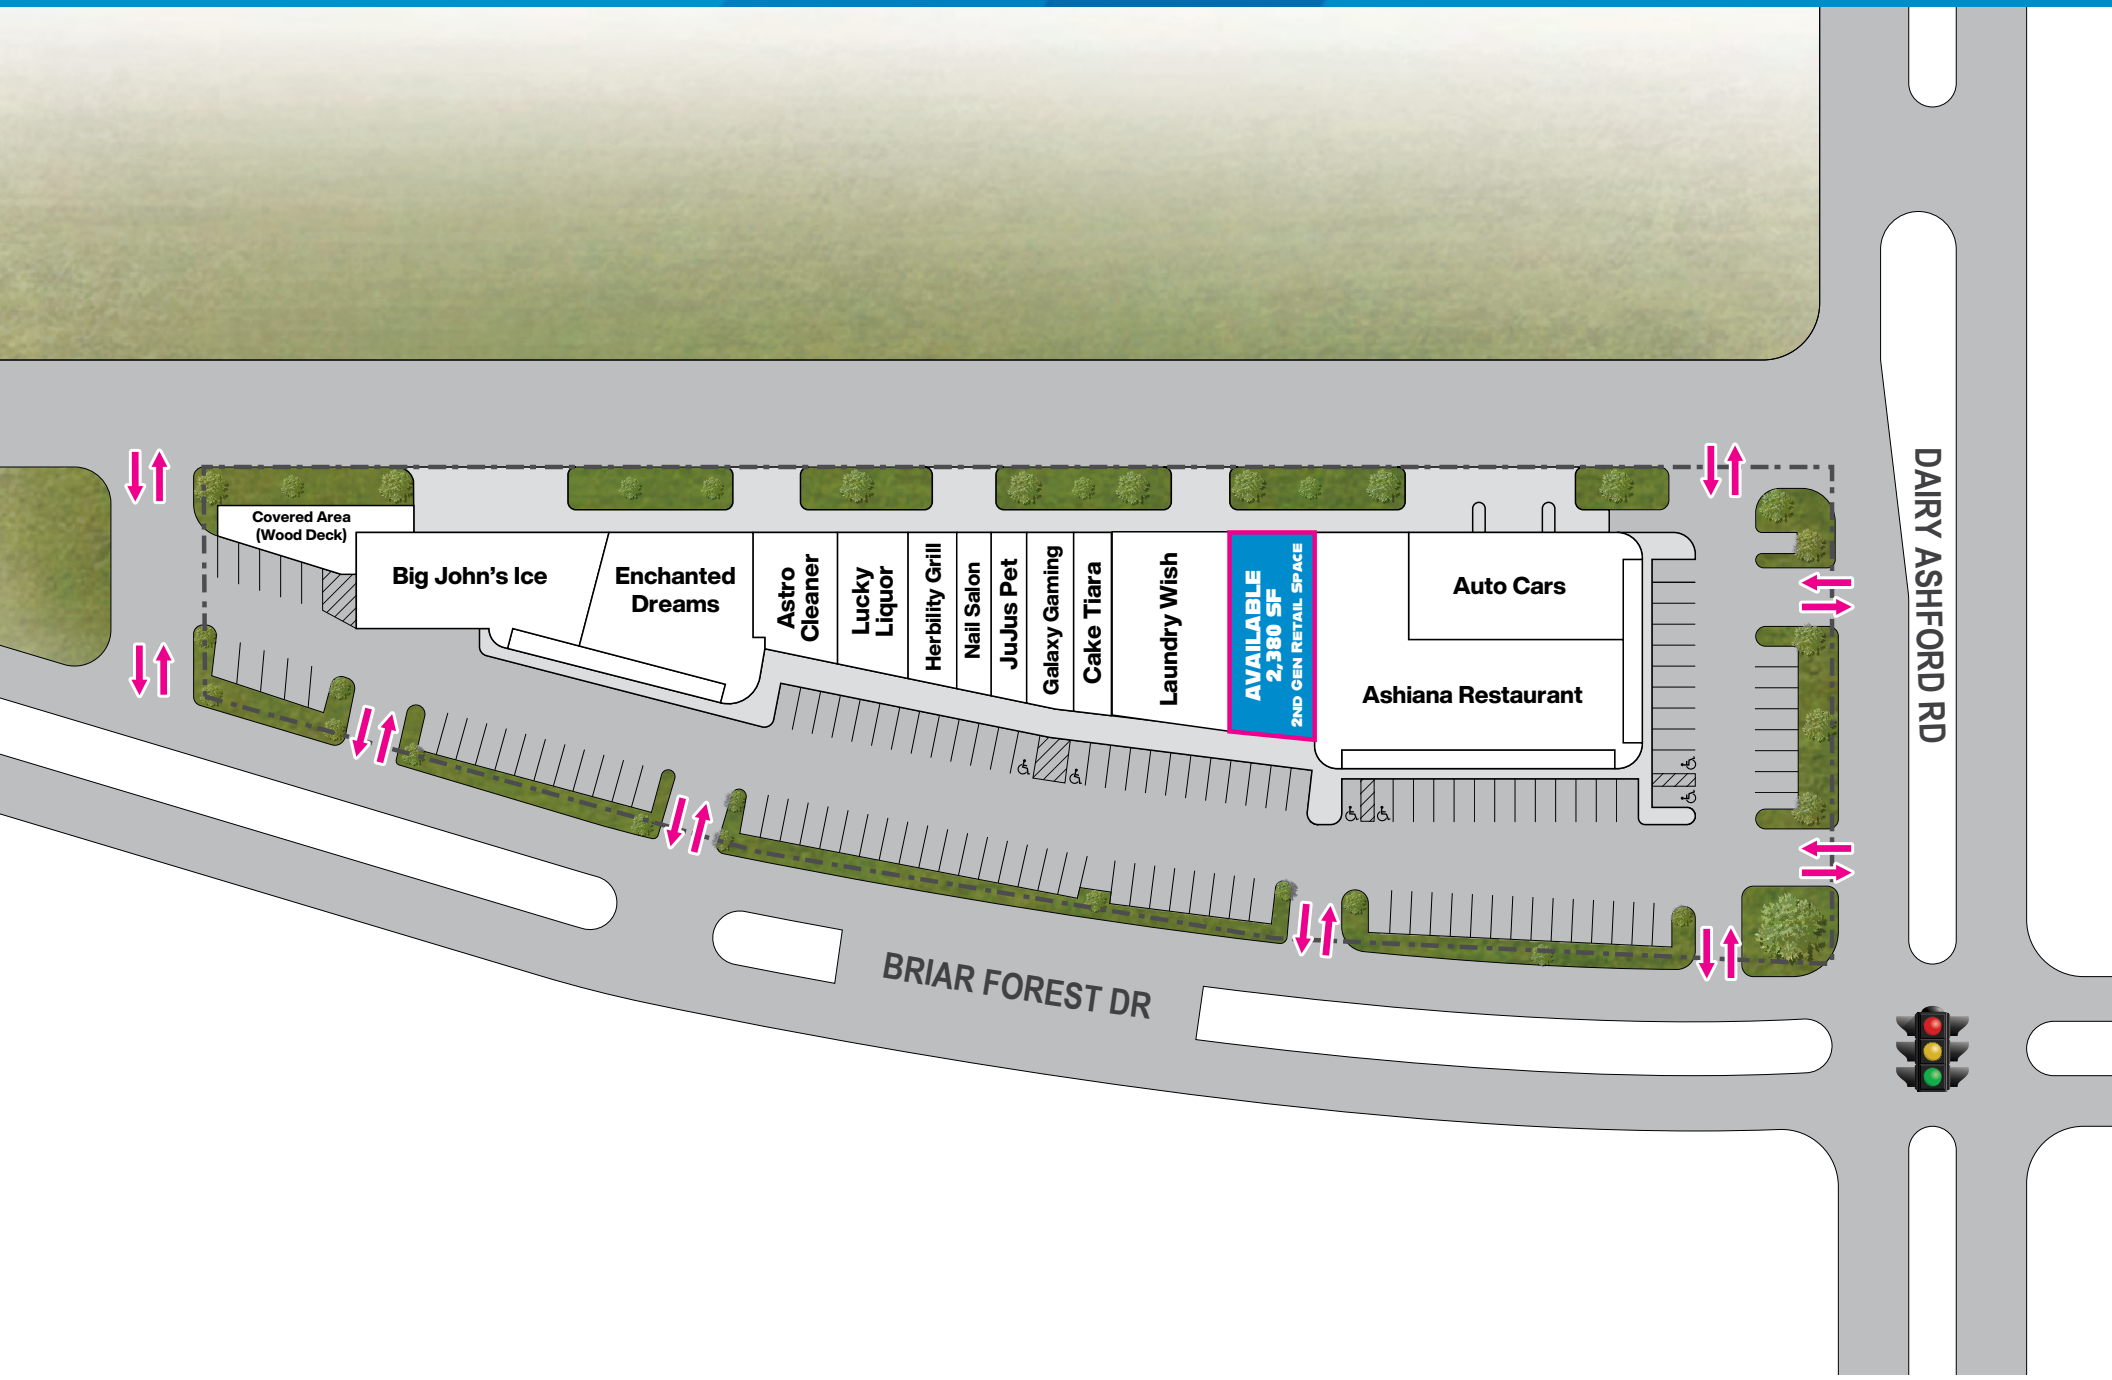 Covered Area
(Wood Deck)
Big John's Ice
Enchanted
Dreams
Astro
Cleaner
Lucky
Liquor
Herbility Grill
Nail Salon
JuJus Pet
Galaxy Gaming
Cake Tiara
Laundry Wish
AVAILABLE
2,380 SF
2ND GEN RETAIL SPACE
Auto Cars
Ashiana Restaurant
DAIRY ASHFORD RD
BRIAR FOREST DR